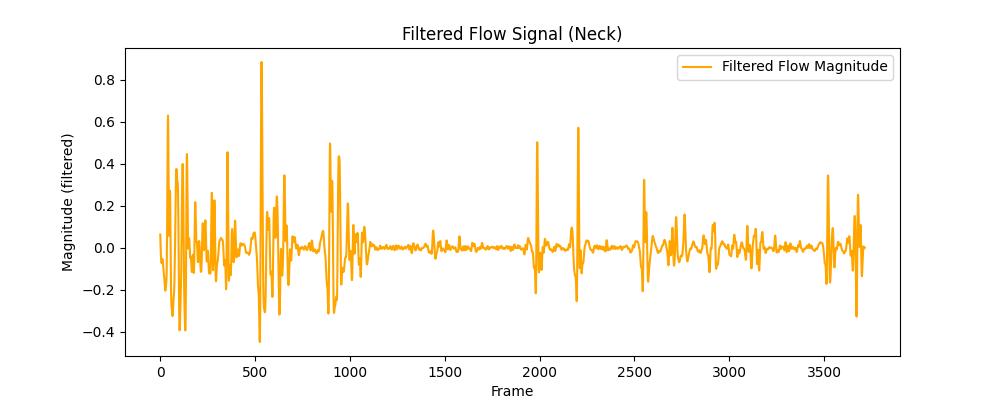 Filtered Flow Signal (Neck)
Filtered Flow Magnitude
Magnitude (filtered)
0.8
0.6
0.4
0.2
0.0
−0.2
−0.4
0 500 1000 1500 2000 2500 3000 3500
Frame